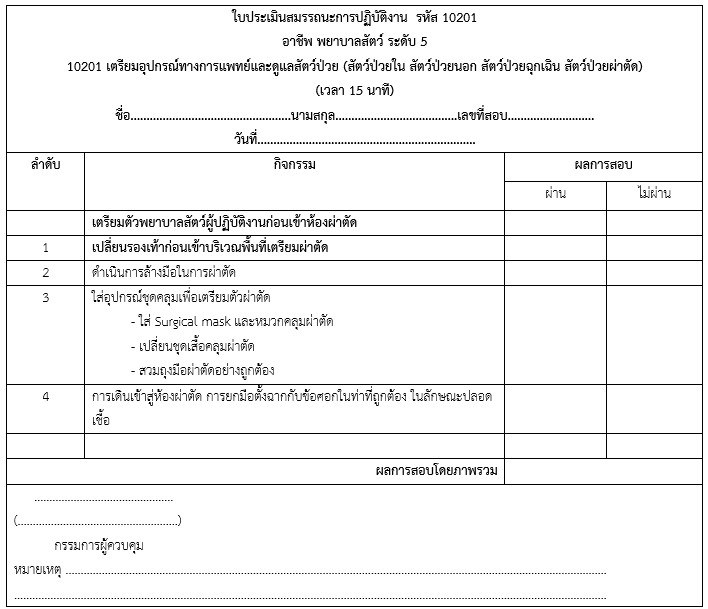 ใบประเมินสมรรถนะการปฏิบัติงาน รหัส 10201
อาชีพ พยาบาลสัตว์ ระดับ 5
10201 เตรียมอุปกรณ์ทางการแพทย์และดูแลสัตว์ป่วย (สัตว์ป่วยใน สัตว์ป่วยนอก สัตว์ป่วยฉุกเฉิน สัตว์ป่วยผ่าตัด)
(เวลา 15 นาที)
ชื่อ..................................................นามสกุล......................................เลขที่สอบ...........................
วันที่....................................................................
ลำดับ กิจกรรม ผลการสอบ
ผ่าน ไม่ผ่าน
เตรียมตัวพยาบาลสัตว์ผู้ปฏิบัติงานก่อนเข้าห้องผ่าตัด
1 เปลี่ยนรองเท้าก่อนเข้าบริเวณพื้นที่เตรียมผ่าตัด
2 ดำเนินการล้างมือในการผ่าตัด
3 ใส่อุปกรณ์ชุดคลุมเพื่อเตรียมตัวผ่าตัด
- ใส่ Surgical mask และหมวกคลุมผ่าตัด
- เปลี่ยนชุดเสื้อคลุมผ่าตัด
- สวมถุงมือผ่าตัดอย่างถูกต้อง
4 การเดินเข้าสู่ห้องผ่าตัด การยกมือตั้งฉากกับข้อศอกในท่าที่ถูกต้อง ในลักษณะปลอด
เชื้อ
ผลการสอบโดยภาพรวม
..............................................
(.....................................................)
กรรมการผู้ควบคุม
หมายเหตุ ....................................................................................................
....................................................................................................